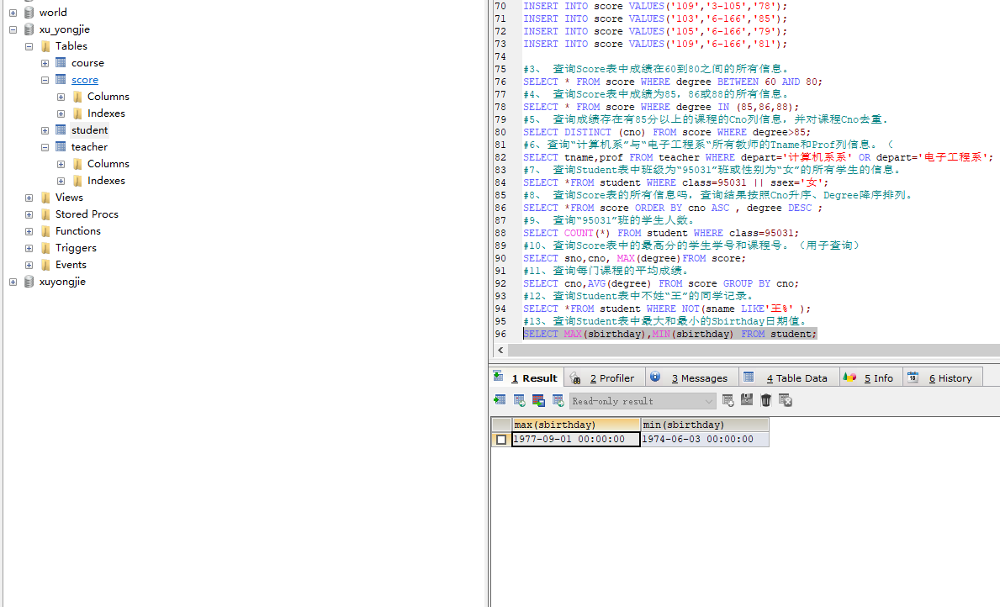 world
xu_yongjie
Tables
course
score
Columns
Indexes
student
teacher
Columns
Indexes
Views
Stored Procs
Functions
Triggers
Events
xuyongjie
70 INSERT INTO score VALUES('109','3-105','78');
71 INSERT INTO score VALUES('103','6-166','85');
72 INSERT INTO score VALUES('105','6-166','79');
73 INSERT INTO score VALUES('109','6-166','81');
74
75 #3、 查询Score表中成绩在60到80之间的所有信息。
76 SELECT * FROM score WHERE degree BETWEEN 60 AND 80;
77 #4、 查询Score表中成绩为85，86或88的所有信息。
78 SELECT * FROM score WHERE degree IN (85,86,88);
79 #5、 查询成绩存在有85分以上的课程的Cno列信息，并对课程Cno去重.
80 SELECT DISTINCT (cno) FROM score WHERE degree>85;
81 #6、查询“计算机系”与“电子工程系“所有教师的Tname和Prof列信息。（
82 SELECT tname,prof FROM teacher WHERE depart='计算机系系' OR depart='电子工程系';
83 #7、 查询Student表中班级为“95031”班或性别为“女”的所有学生的信息。
84 SELECT *FROM student WHERE class=95031 || ssex='女';
85 #8、 查询Score表的所有信息吗，查询结果按照Cno升序、Degree降序排列。
86 SELECT *FROM score ORDER BY cno ASC , degree DESC ;
87 #9、 查询“95031”班的学生人数。
88 SELECT COUNT(*) FROM student WHERE class=95031;
89 #10、查询Score表中的最高分的学生学号和课程号。（用子查询）
90 SELECT sno,cno, MAX(degree)FROM score;
91 #11、查询每门课程的平均成绩。
92 SELECT cno,AVG(degree) FROM score GROUP BY cno;
93 #12、查询Student表中不姓“王”的同学记录。
94 SELECT *FROM student WHERE NOT(sname LIKE'王%' );
95 #13、查询Student表中最大和最小的Sbirthday日期值。
96 SELECT MAX(sbirthday),MIN(sbirthday) FROM student;
1 Result 2 Profiler 3 Messages 4 Table Data 5 Info 18 6 History
Read-only result
max(sbirthday) min(sbirthday)
1977-09-01 00:00:00 1974-06-03 00:00:00